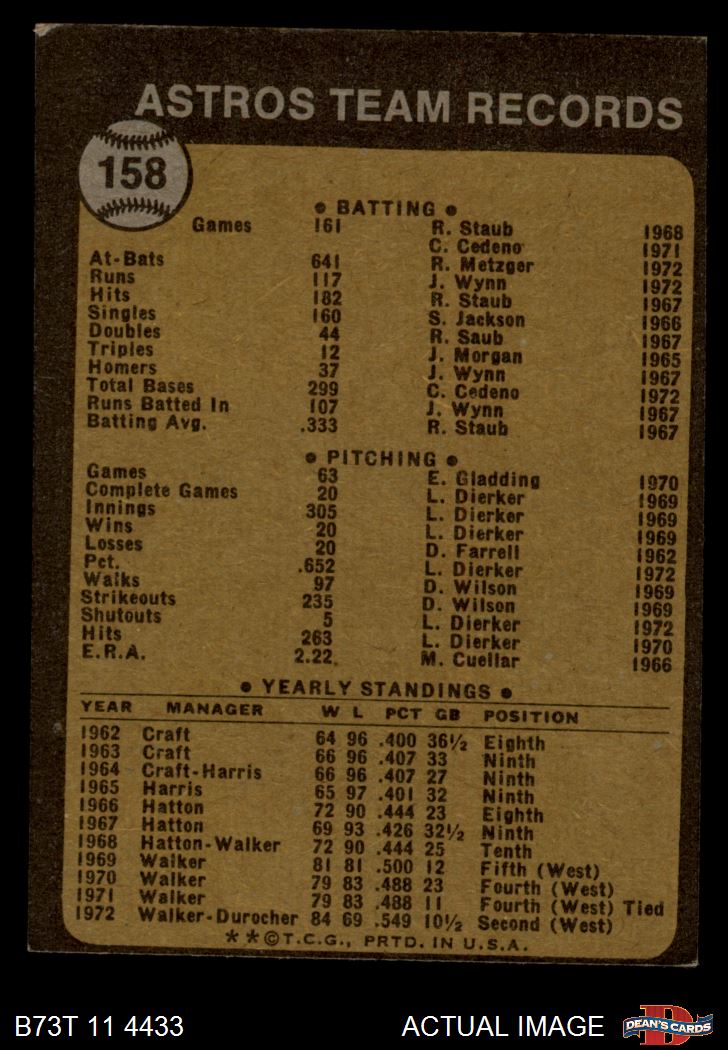 ASTROS TEAM RECORDS
158
• BATTING •
Games 161 R. Staub 1968
C. Cedeno 1971
At-Bats 641 R. Metzger 1972
Runs 117 J. Wynn 1972
Hits 182 R. Staub 1967
Singles 160 S. Jackson 1966
Doubles 44 R. Saub 1967
Triples 12 J. Morgan 1965
Homers 37 J. Wynn 1967
Total Bases 299 C. Cedeno 1972
Runs Batted In 107 J. Wynn 1967
Batting Avg. .333 R. Staub 1967
• PITCHING •
Games 63 E. Gladding 1970
Complete Games 20 L. Dierker 1969
Innings 305 L. Dierker 1969
Wins 20 L. Dierker 1969
Losses 20 D. Farrell 1962
Pct. .652 L. Dierker 1972
Walks 97 D. Wilson 1969
Strikeouts 235 D. Wilson 1969
Shutouts 5 L. Dierker 1972
Hits 263 L. Dierker 1970
E.R.A. 2.22 M. Cuellar 1966
• YEARLY STANDINGS •
YEAR MANAGER W L PCT GB POSITION
1962 Craft 64 96 .400 36½ Eighth
1963 Craft 66 96 .407 33 Ninth
1964 Craft-Harris 66 96 .407 27 Ninth
1965 Harris 65 97 .401 32 Ninth
1966 Hatton 72 90 .444 23 Eighth
1967 Hatton 69 93 .426 32½ Ninth
1968 Hatton-Walker 72 90 .444 25 Tenth
1969 Walker 81 81 .500 12 Fifth (West)
1970 Walker 79 83 .488 23 Fourth (West)
1971 Walker 79 83 .488 11 Fourth (West) Tied
1972 Walker-Durocher 84 69 .549 10½ Second (West)
**©T.C.G., PRTD. IN U.S.A.
B73T 11 4433 ACTUAL IMAGE DEAN'S CARDS